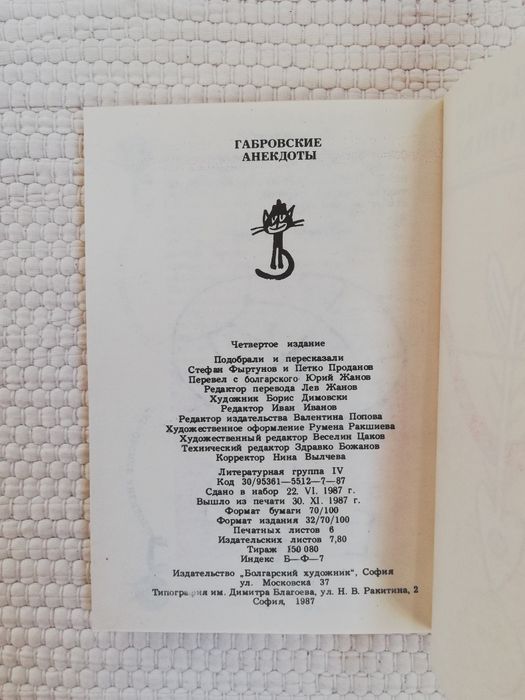 ГАБРОВСКИЕ
АНЕКДОТЫ
Четвертое издание
Подобрали и пересказали
Стефан Фыртунов и Петко Проданов
Перевел с болгарского Юрий Жанов
Редактор перевода Лев Жанов
Художник Борис Димовски
Редактор Иван Иванов
Редактор издательства Валентина Попова
Художественное оформление Румена Ракшиева
Художественный редактор Веселин Цаков
Технический редактор Здравко Божанов
Корректор Нина Вылчева
Литературная группа IV
Код 30/95361—5512—7—87
Сдано в набор 22. VI. 1987 г.
Вышло из печати 30. XI. 1987 г.
Формат бумаги 70/100
Формат издания 32/70/100
Печатных листов 6
Издательских листов 7,80
Тираж 150 080
Индекс Б—Ф—7
Издательство „Болгарский художник", София
ул. Московска 37
Типография им. Димитра Благоева, ул. Н. В. Ракитина, 2
София, 1987